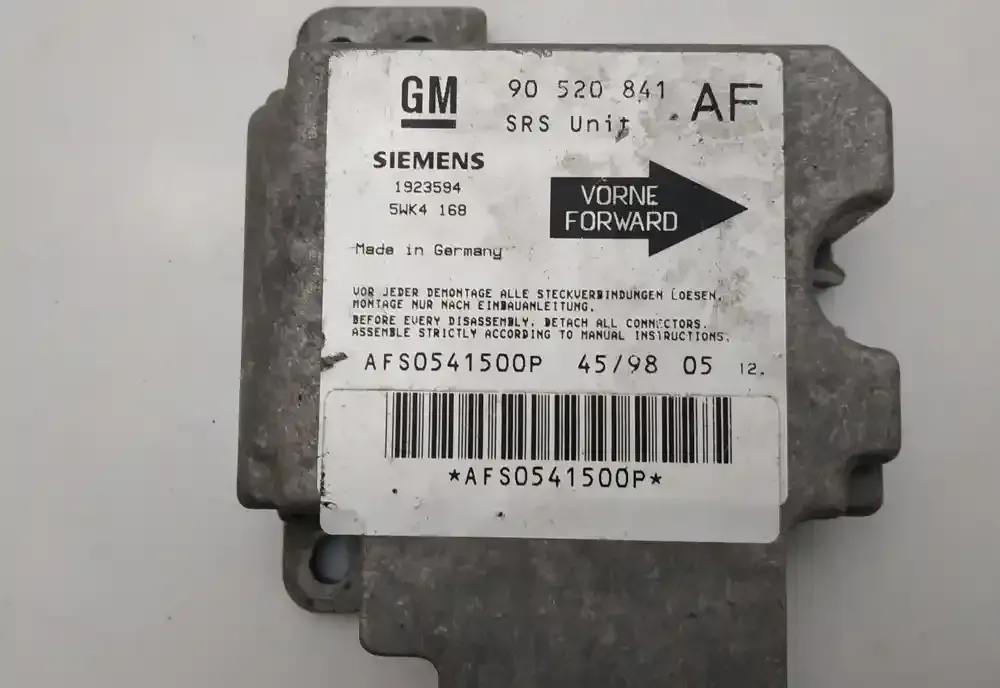 GM 90 520 841 AF
SRS Unit
SIEMENS
1923594
5WK4 168
VORNE
FORWARD
Made in Germany
VOR JEDER DEMONTAGE ALLE STECKVERBINDUNGEN LOESEN.
MONTAGE NUR NACH EINBAUANLEITUNG.
BEFORE EVERY DISASSEMBLY, DETACH ALL CONNECTORS.
ASSEMBLE STRICTLY ACCORDING TO MANUAL INSTRUCTIONS.
AFS0541500P 45/98 05 12.
*AFS0541500P*